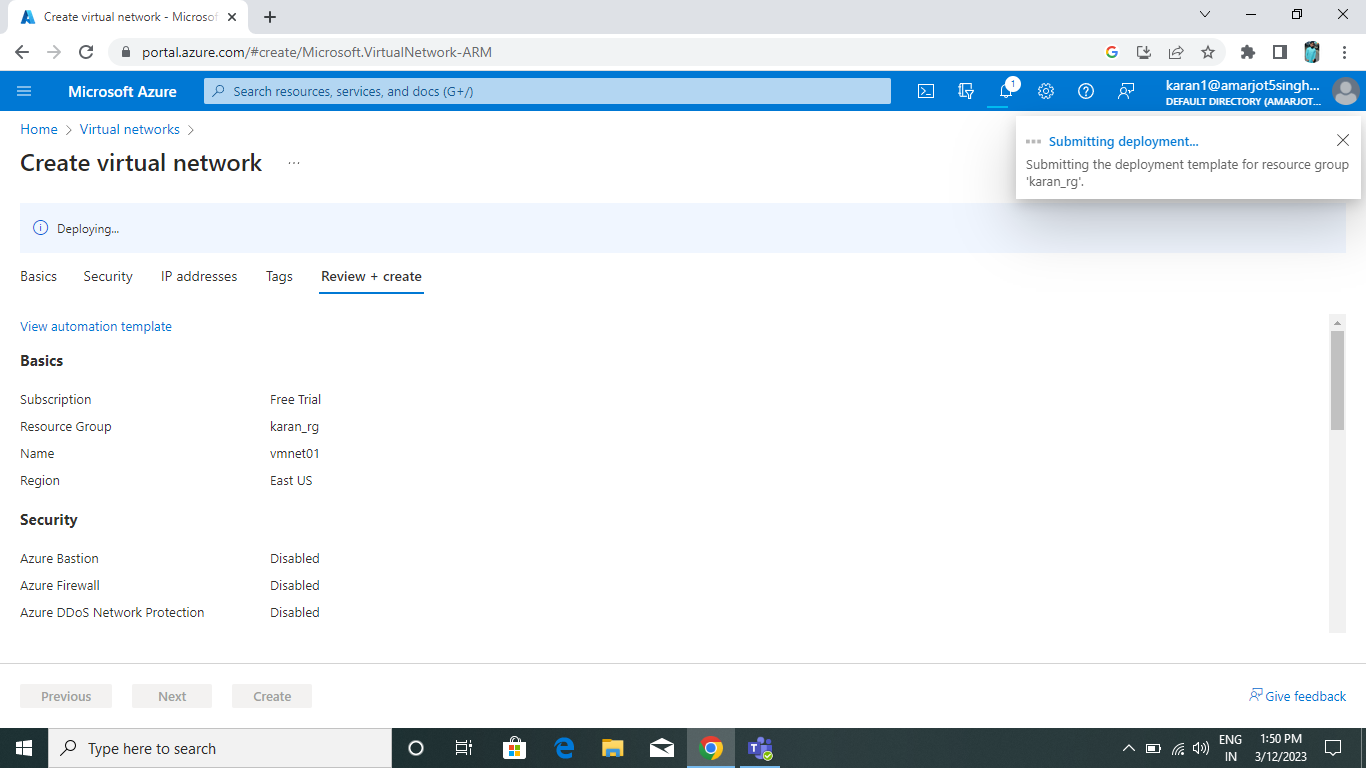 Create virtual network - Microsof
portal.azure.com/#create/Microsoft.VirtualNetwork-ARM
Microsoft Azure
Search resources, services, and docs (G+/)
1
karan1@amarjot5singh...
DEFAULT DIRECTORY (AMARJOT...
Home > Virtual networks >
Create virtual network ...
Submitting deployment...
Submitting the deployment template for resource group
'karan_rg'.
Deploying...
Basics Security IP addresses Tags Review + create
View automation template
Basics
Subscription Free Trial
Resource Group karan_rg
Name vmnet01
Region East US
Security
Azure Bastion Disabled
Azure Firewall Disabled
Azure DDoS Network Protection Disabled
Previous Next Create
Give feedback
Type here to search
ENG
IN
1:50 PM
3/12/2023